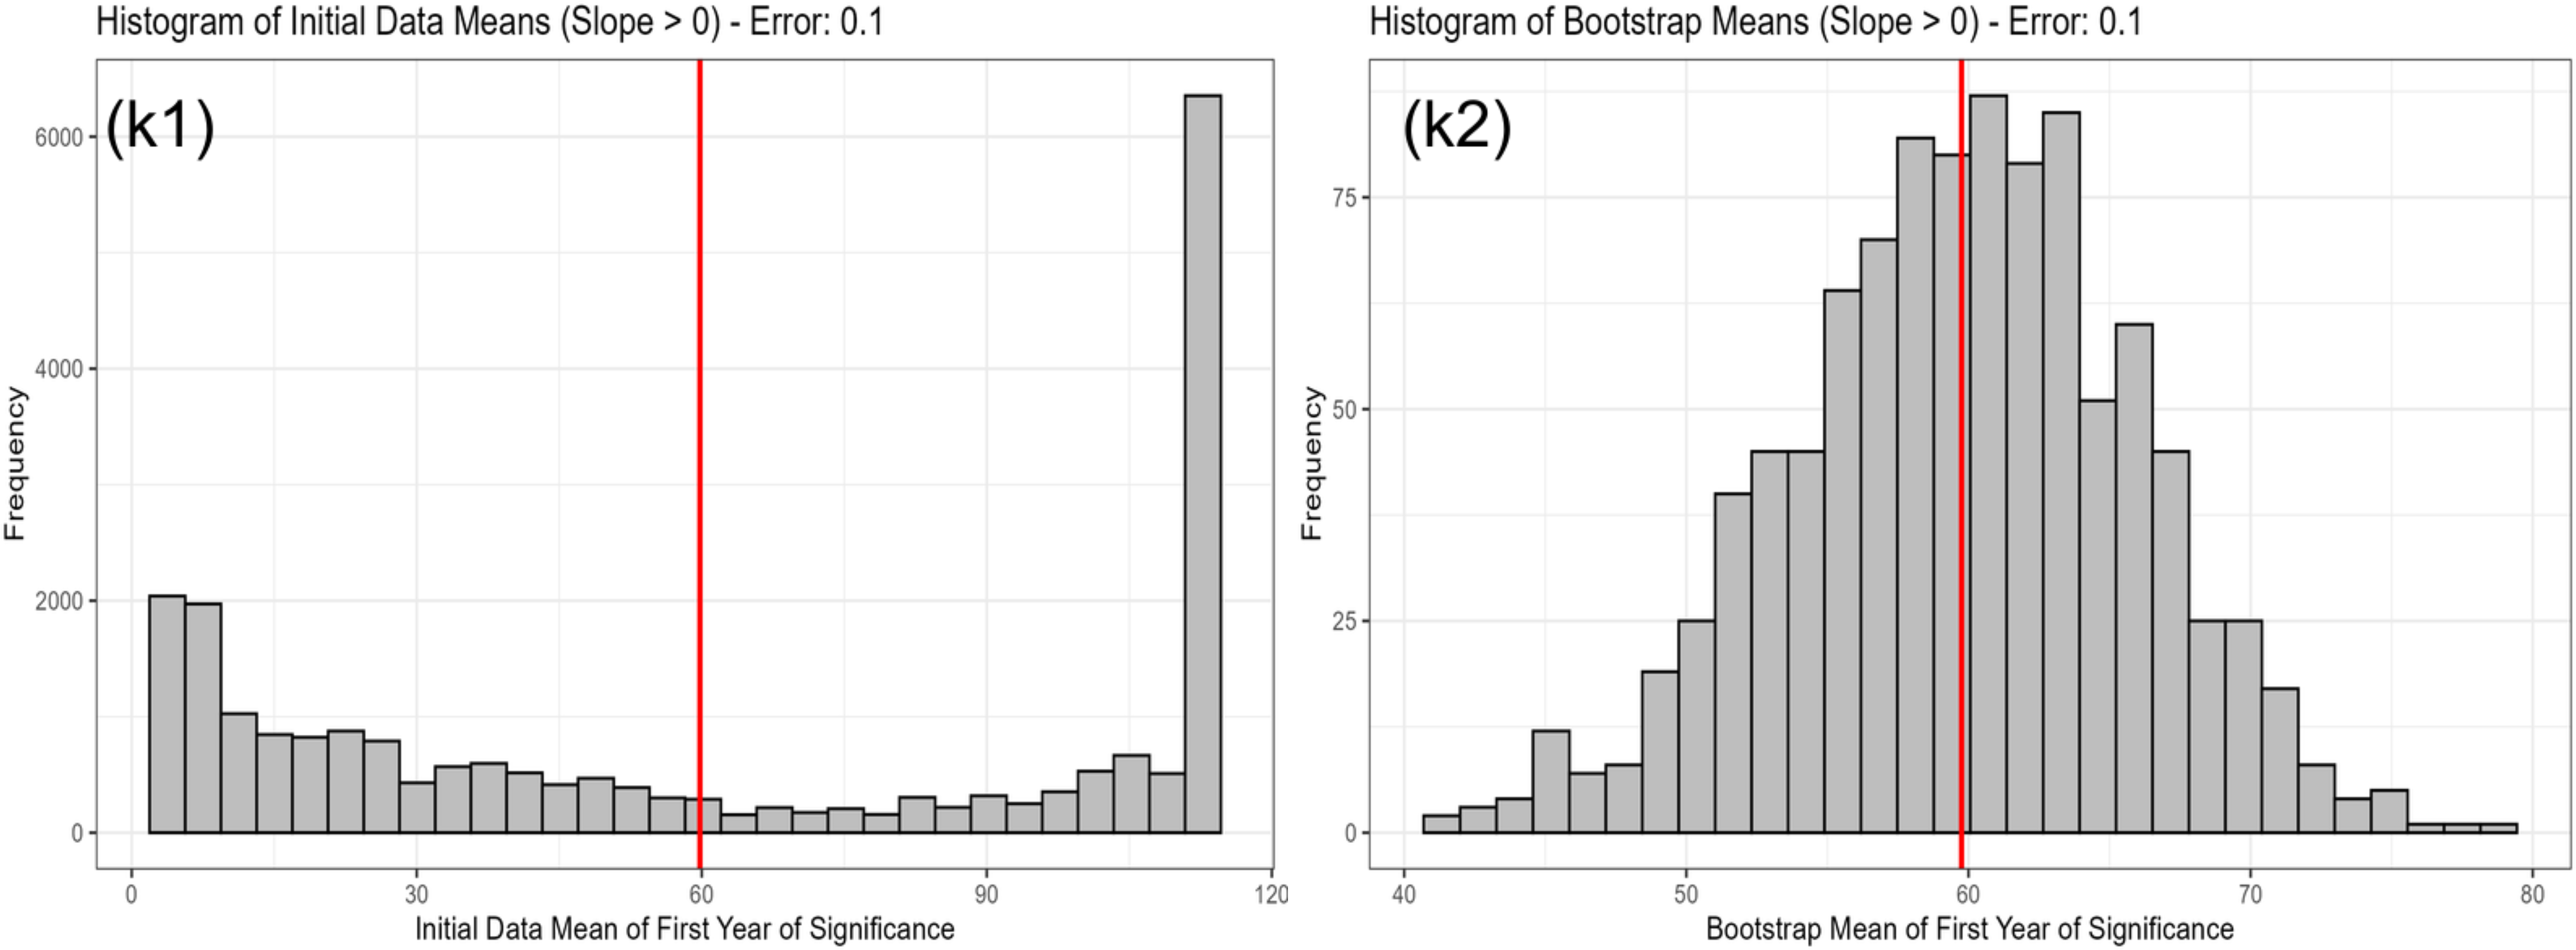 Histogram of Initial Data Means (Slope > 0) - Error: 0.1
(k1)
Frequency
6000
4000
2000
0
0 30 60 90 120
Initial Data Mean of First Year of Significance
Histogram of Bootstrap Means (Slope > 0) - Error: 0.1
(k2)
Frequency
75
50
25
0
40 50 60 70 80
Bootstrap Mean of First Year of Significance